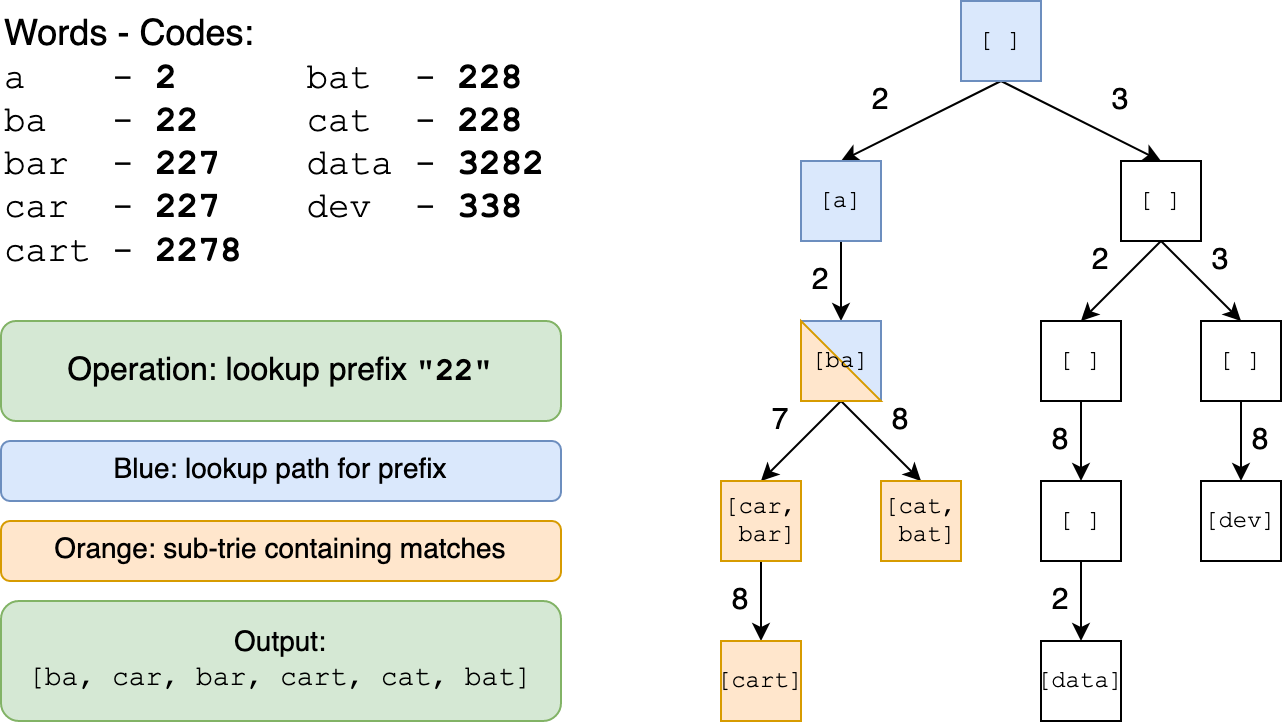 Words - Codes:
a - 2
ba - 22
bar - 227
car - 227
cart - 2278
bat - 228
cat - 228
data - 3282
dev - 338
Operation: lookup prefix "22"
Blue: lookup path for prefix
Orange: sub-trie containing matches
Output:
[ba, car, bar, cart, cat, bat]
[ ]
2 3
[a] [ ]
2 2 3
[ba] [ ] [ ]
7 8 8 8
[car,
bar]
[cat,
bat]
[ ] [dev]
8 2
[cart] [data]